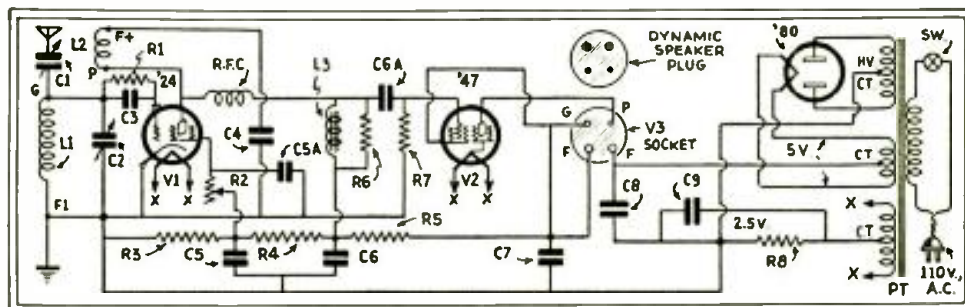 L2
F+
R1
P
C1
'24
R.F.C.
L3
C6A
'47
DYNAMIC
SPEAKER
PLUG
'80
SW.
HV
CT
G
C3
C4
G
P
V3
SOCKET
C2
L1
C5A
5V
CT
V1
R2
R6
R7
V2
F
F
X
X
X
X
C8
C9
X
F1
R5
2.5V
CT
R3
C5
R4
C6
C7
R8
X
PT
110V.,
A.C.